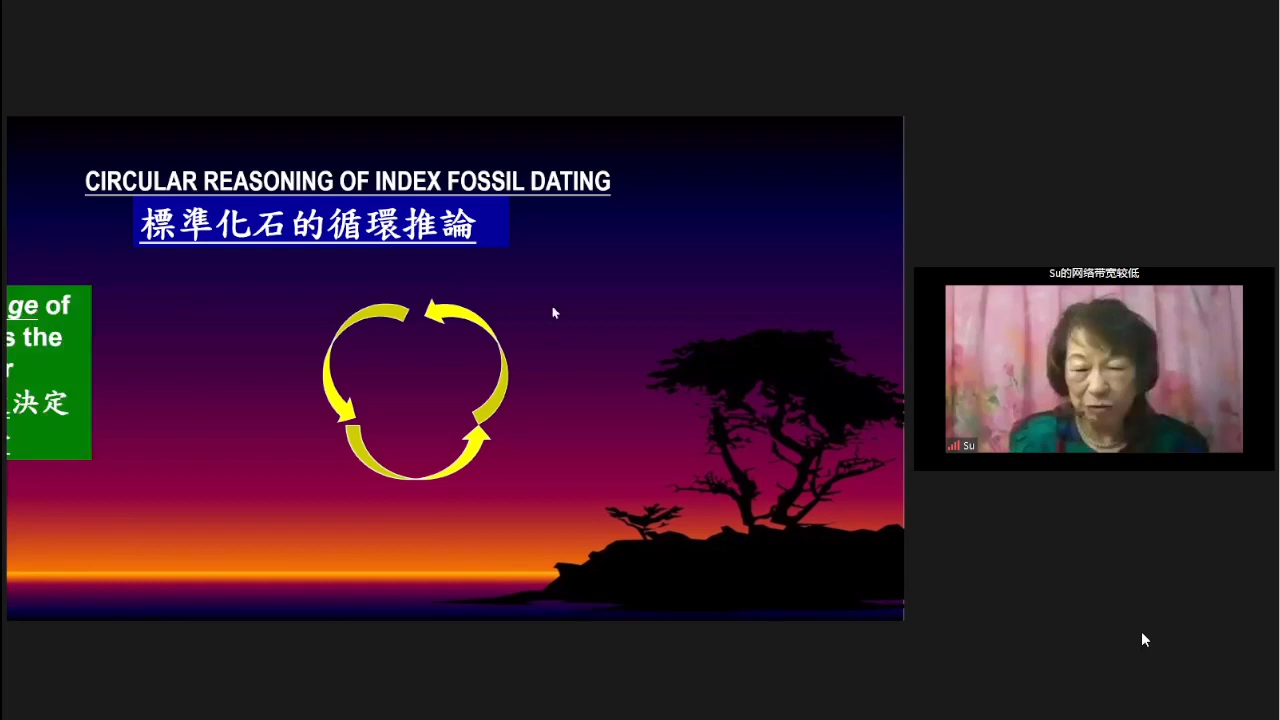 CIRCULAR REASONING OF INDEX FOSSIL DATING
標準化石的循環推論
ge of
s the
r
決定
Su的网络带宽较低
Su